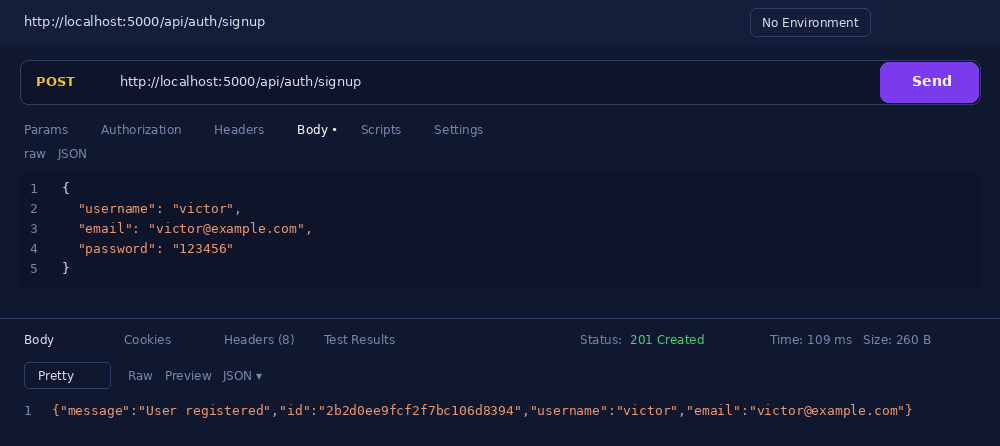 http://localhost:5000/api/auth/signup No Environment
POST http://localhost:5000/api/auth/signup Send
Params Authorization Headers Body • Scripts Settings
raw JSON
1 {
2 "username": "victor",
3 "email": "victor@example.com",
4 "password": "123456"
5 }
Body Cookies Headers (8) Test Results Status: 201 Created Time: 109 ms Size: 260 B
Pretty Raw Preview JSON ▾
1 {"message":"User registered","id":"2b2d0ee9fcf2f7bc106d8394","username":"victor","email":"victor@example.com"}